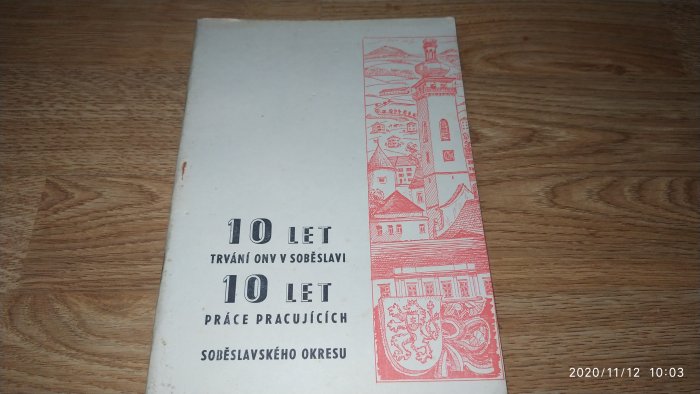 10 LET
TRVÁNÍ ONV V SOBĚSLAVI
10 LET
PRÁCE PRACUJÍCÍCH
SOBĚSLAVSKÉHO OKRESU
2020/11/12 10:03